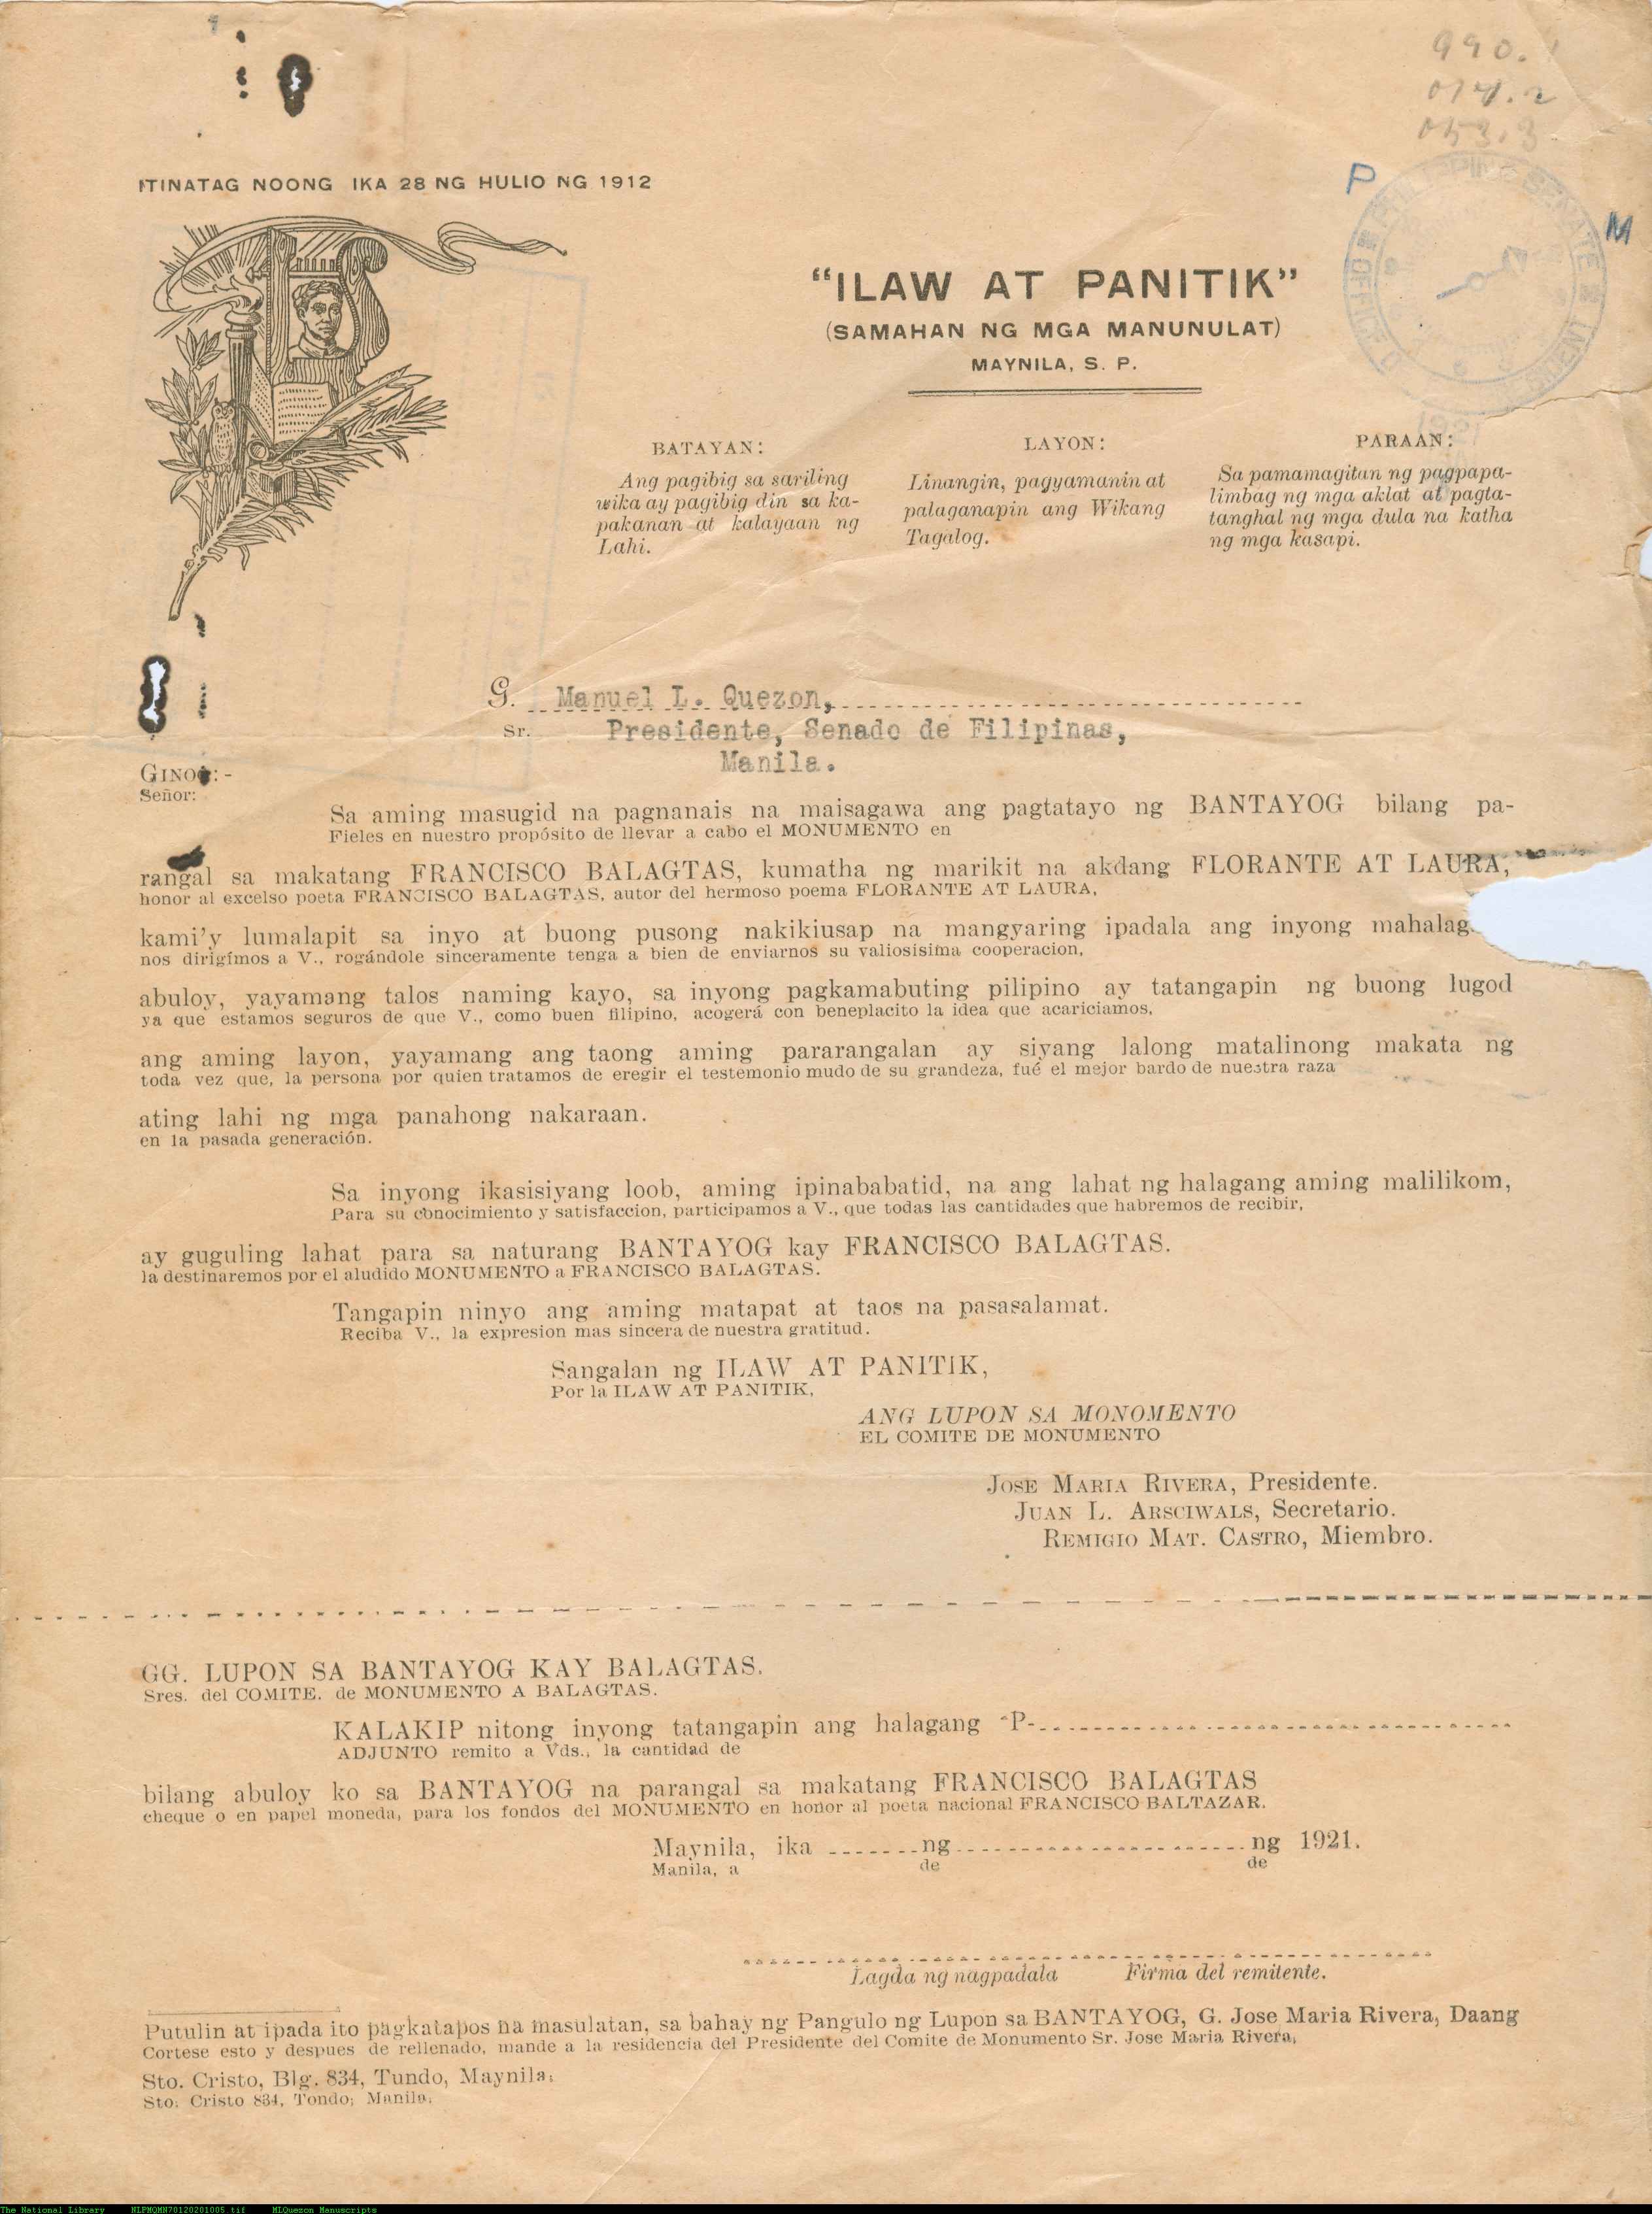 990.
014.2
053.3
P
M
ITINATAG NOONG IKA 28 NG HULIO NG 1912
PHILIPPINE SENATE
OFFICE
"ILAW AT PANITIK"
(SAMAHAN NG MGA MANUNULAT)
MAYNILA, S. P.
BATAYAN:
Ang pagibig sa sariling
wika ay pagibig din sa ka-
pakanan at kalayaan ng
Lahi.
LAYON:
Linangin, pagyamanin at
palaganapin ang Wikang
Tagalog.
PARAAN:
Sa pamamagitan ng pagpapa-
limbag ng mga aklat at pagta-
tanghal ng mga dula na katha
ng mga kasapi.
G. Manuel L. Quezon,
Sr. Presidente, Senado de Filipinas,
Manila.
GINOO:-
Señor:
Sa aming masugid na pagnanais na maisagawa ang pagtatayo ng BANTAYOG bilang pa-
Fieles en nuestro propósito de llevar a cabo el MONUMENTO en
rangal sa makatang FRANCISCO BALAGTAS, kumatha ng marikit na akdang FLORANTE AT LAURA,
honor al excelso poeta FRANCISCO BALAGTAS, autor del hermoso poema FLORANTE AT LAURA,
kami'y lumalapit sa inyo at buong pusong nakikiusap na mangyaring ipadala ang inyong mahalag
nos dirigímos a V., rogándole sinceramente tenga a bien de enviarnos su valiosísima cooperacion,
abuloy, yayamang talos naming kayo, sa inyong pagkamabuting pilipino ay tatangapin ng buong lugod
ya que estamos seguros de que V., como buen filipino, acogerá con beneplacito la idea que acariciamos,
ang aming layon, yayamang ang taong aming pararangalan ay siyang lalong matalinong makata ng
toda vez que, la persona por quien tratamos de eregir el testemonio mudo de su grandeza, fué el mejor bardo de nuestra raza
ating lahi ng mga panahong nakaraan.
en la pasada generación.
Sa inyong ikasisiyang loob, aming ipinababatid, na ang lahat ng halagang aming malilikom,
Para su conocimiento y satisfaccion, participamos a V., que todas las cantidades que habremos de recibir,
ay guguling lahat para sa naturang BANTAYOG kay FRANCISCO BALAGTAS.
la destinaremos por el aludido MONUMENTO a FRANCISCO BALAGTAS.
Tangapin ninyo ang aming matapat at taos na pasasalamat.
Reciba V., la expresion mas sincera de nuestra gratitud.
Sangalan ng ILAW AT PANITIK,
Por la ILAW AT PANITIK,
ANG LUPON SA MONOMENTO
EL COMITE DE MONUMENTO
JOSE MARIA RIVERA, Presidente.
JUAN L. ARSCIWALS, Secretario.
REMIGIO MAT. CASTRO, Miembro.
GG. LUPON SA BANTAYOG KAY BALAGTAS.
Sres. del COMITE. de MONUMENTO A BALAGTAS.
KALAKIP nitong inyong tatangapin ang halagang P-
ADJUNTO remito a Vds., la cantidad de
bilang abuloy ko sa BANTAYOG na parangal sa makatang FRANCISCO BALAGTAS
cheque o en papel moneda, para los fondos del MONUMENTO en honor al poeta nacional FRANCISCO BALTAZAR.
Maynila, ika ng ng 1921.
Manila, a de de
Lagda ng nagpadala Firma del remitente.
Putulin at ipada ito pagkatapos na masulatan, sa bahay ng Pangulo ng Lupon sa BANTAYOG, G. Jose Maria Rivera, Daang
Cortese esto y despues de rellenado, mande a la residencia del Presidente del Comite de Monumento Sr. Jose Maria Rivera,
Sto. Cristo, Blg. 834, Tundo, Maynila.
Sto. Cristo 834, Tondo, Manila.
The National Library NLPMQMN70120201005.tif MLQuezon Manuscripts